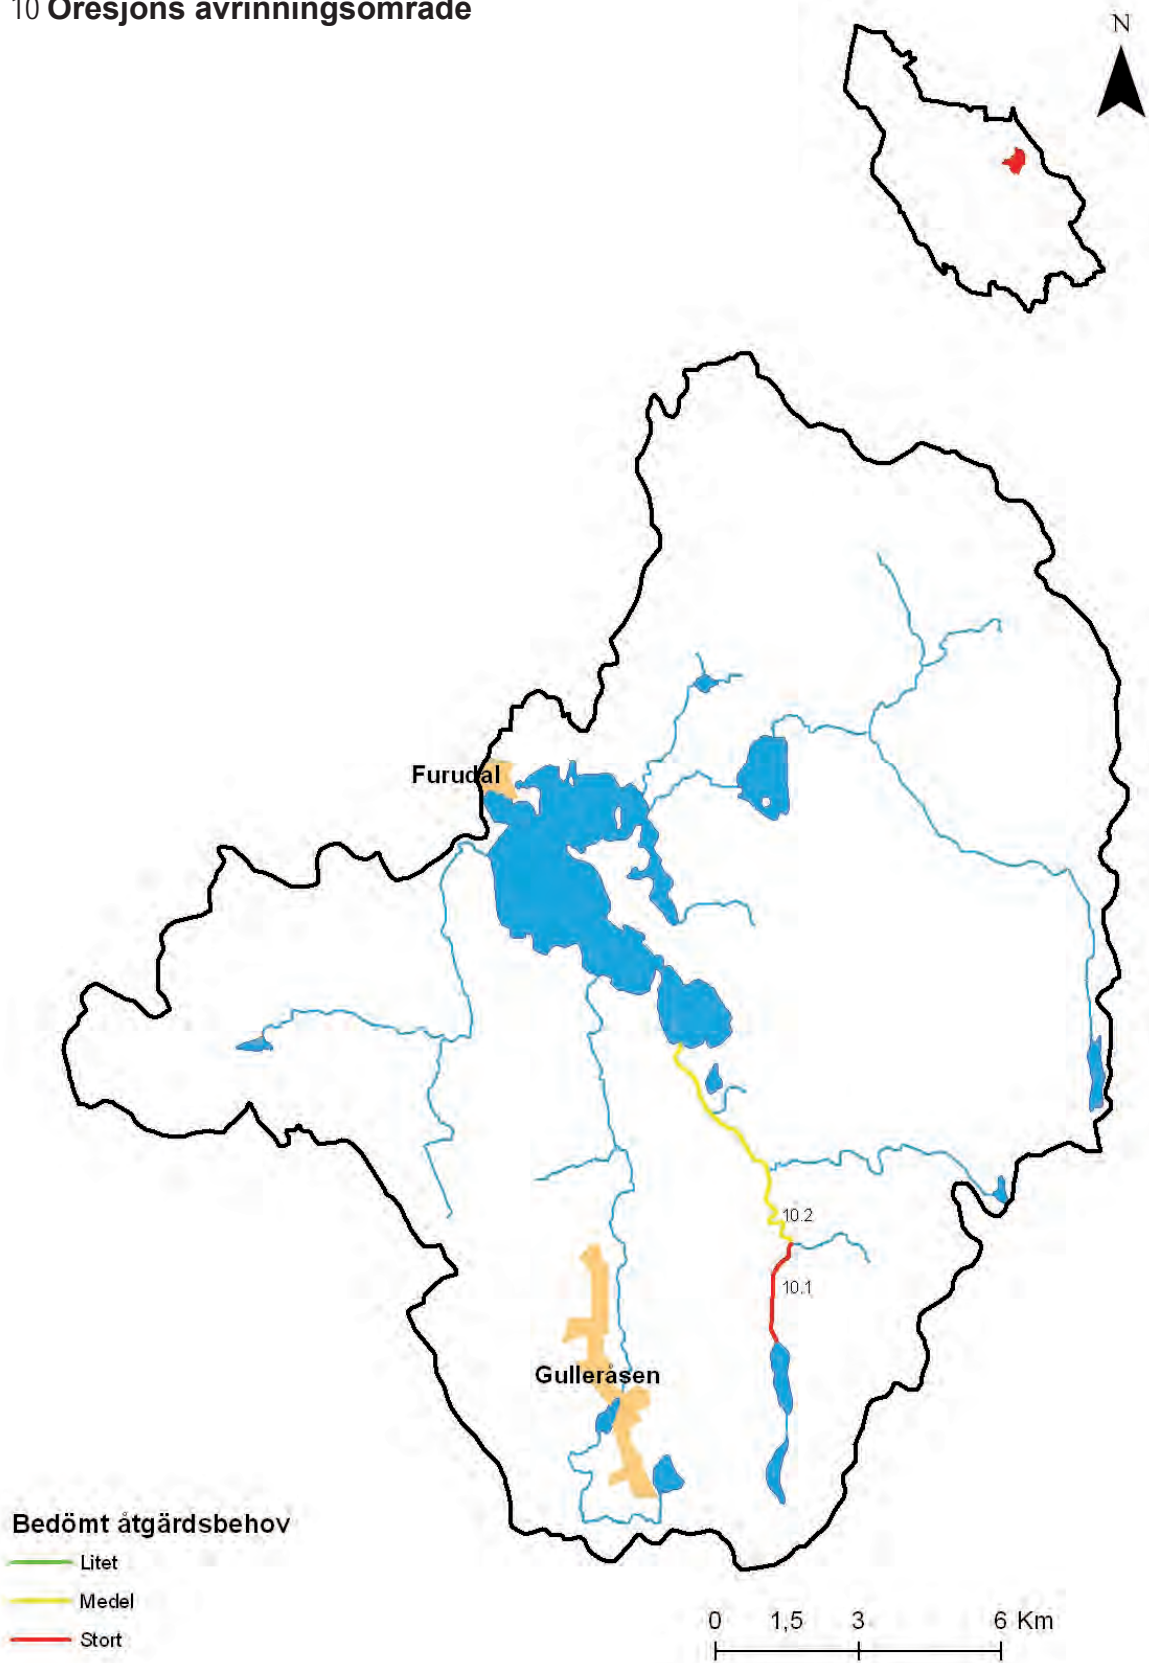 10 Oresjöns avrinningsområde
N
Furudal
10.2
10.1
Gulleråsen
Bedömt åtgärdsbehov
Litet
Medel
Stort
0 1,5 3 6 Km